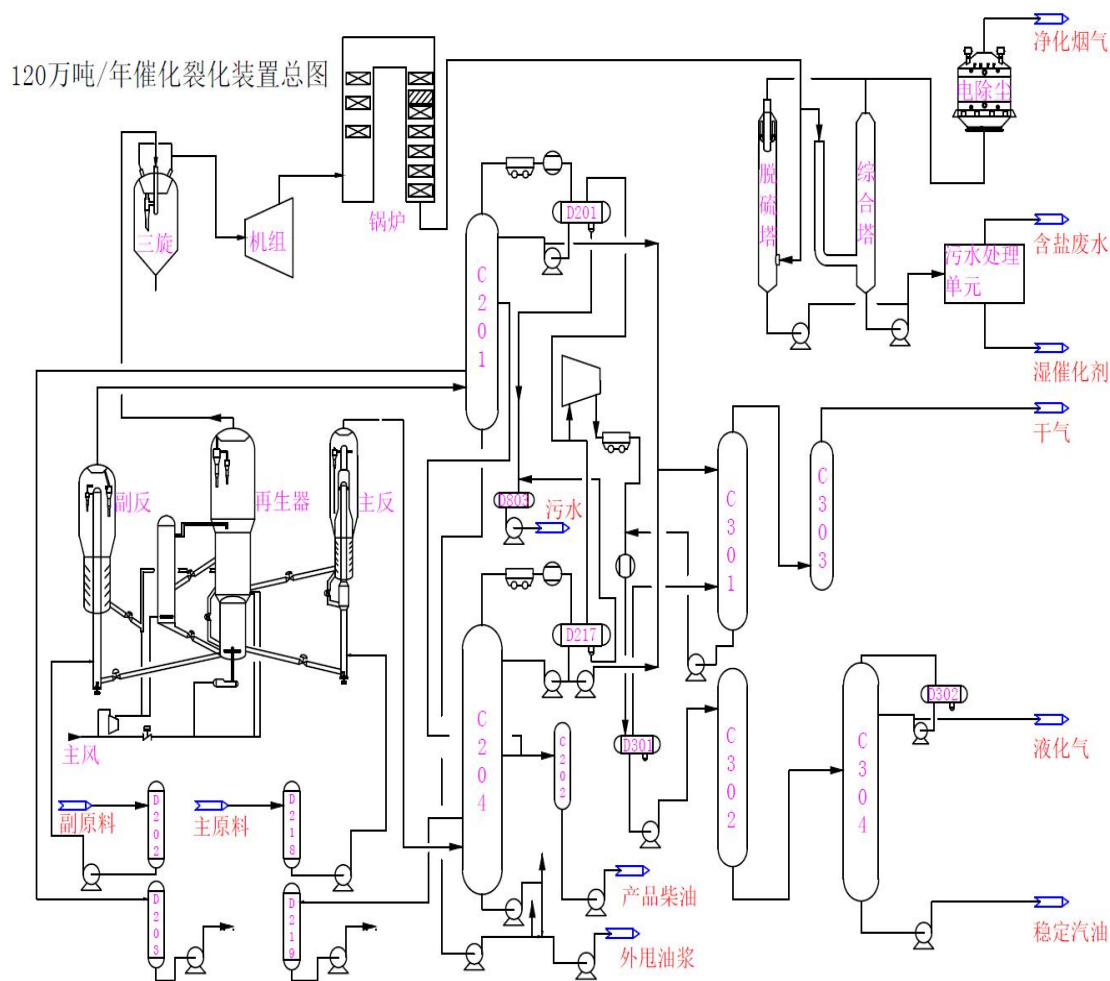 120万吨/年催化裂化装置总图
净化烟气
电除尘
脱硫塔
综合塔
三旋
机组
锅炉
D201
C201
含盐废水
污水处理
单元
湿催化剂
干气
副反
再生器
主反
D803
污水
C301
C303
D217
C204
C202
D301
C302
C304
D302
液化气
主风
副原料
D202
主原料
D218
产品柴油
D203
D219
外甩油浆
稳定汽油